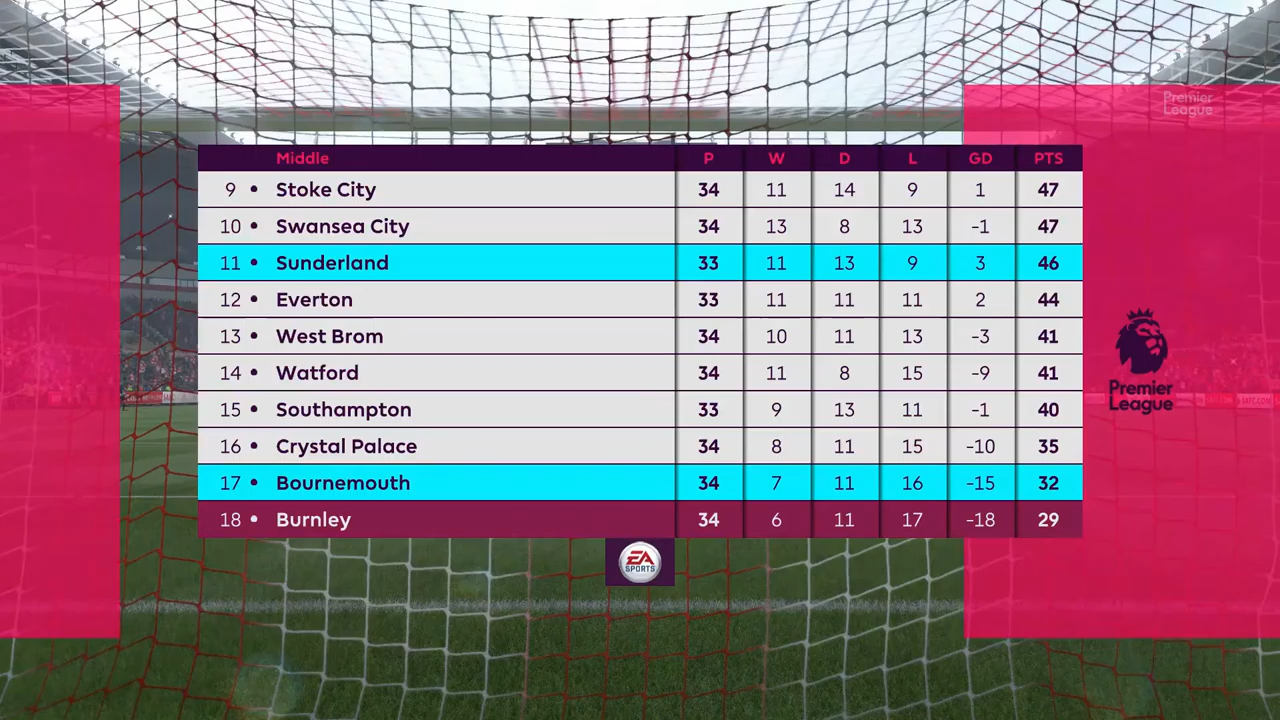 Premier
League
Middle P W D L GD PTS
9 • Stoke City 34 11 14 9 1 47
10 • Swansea City 34 13 8 13 -1 47
11 • Sunderland 33 11 13 9 3 46
12 • Everton 33 11 11 11 2 44
13 • West Brom 34 10 11 13 -3 41
14 • Watford 34 11 8 15 -9 41
15 • Southampton 33 9 13 11 -1 40
16 • Crystal Palace 34 8 11 15 -10 35
17 • Bournemouth 34 7 11 16 -15 32
18 • Burnley 34 6 11 17 -18 29
Premier
League
EA
SPORTS